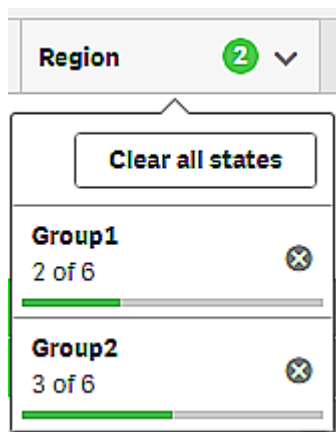 Region 2
Clear all states
Group1
2 of 6
Group2
3 of 6